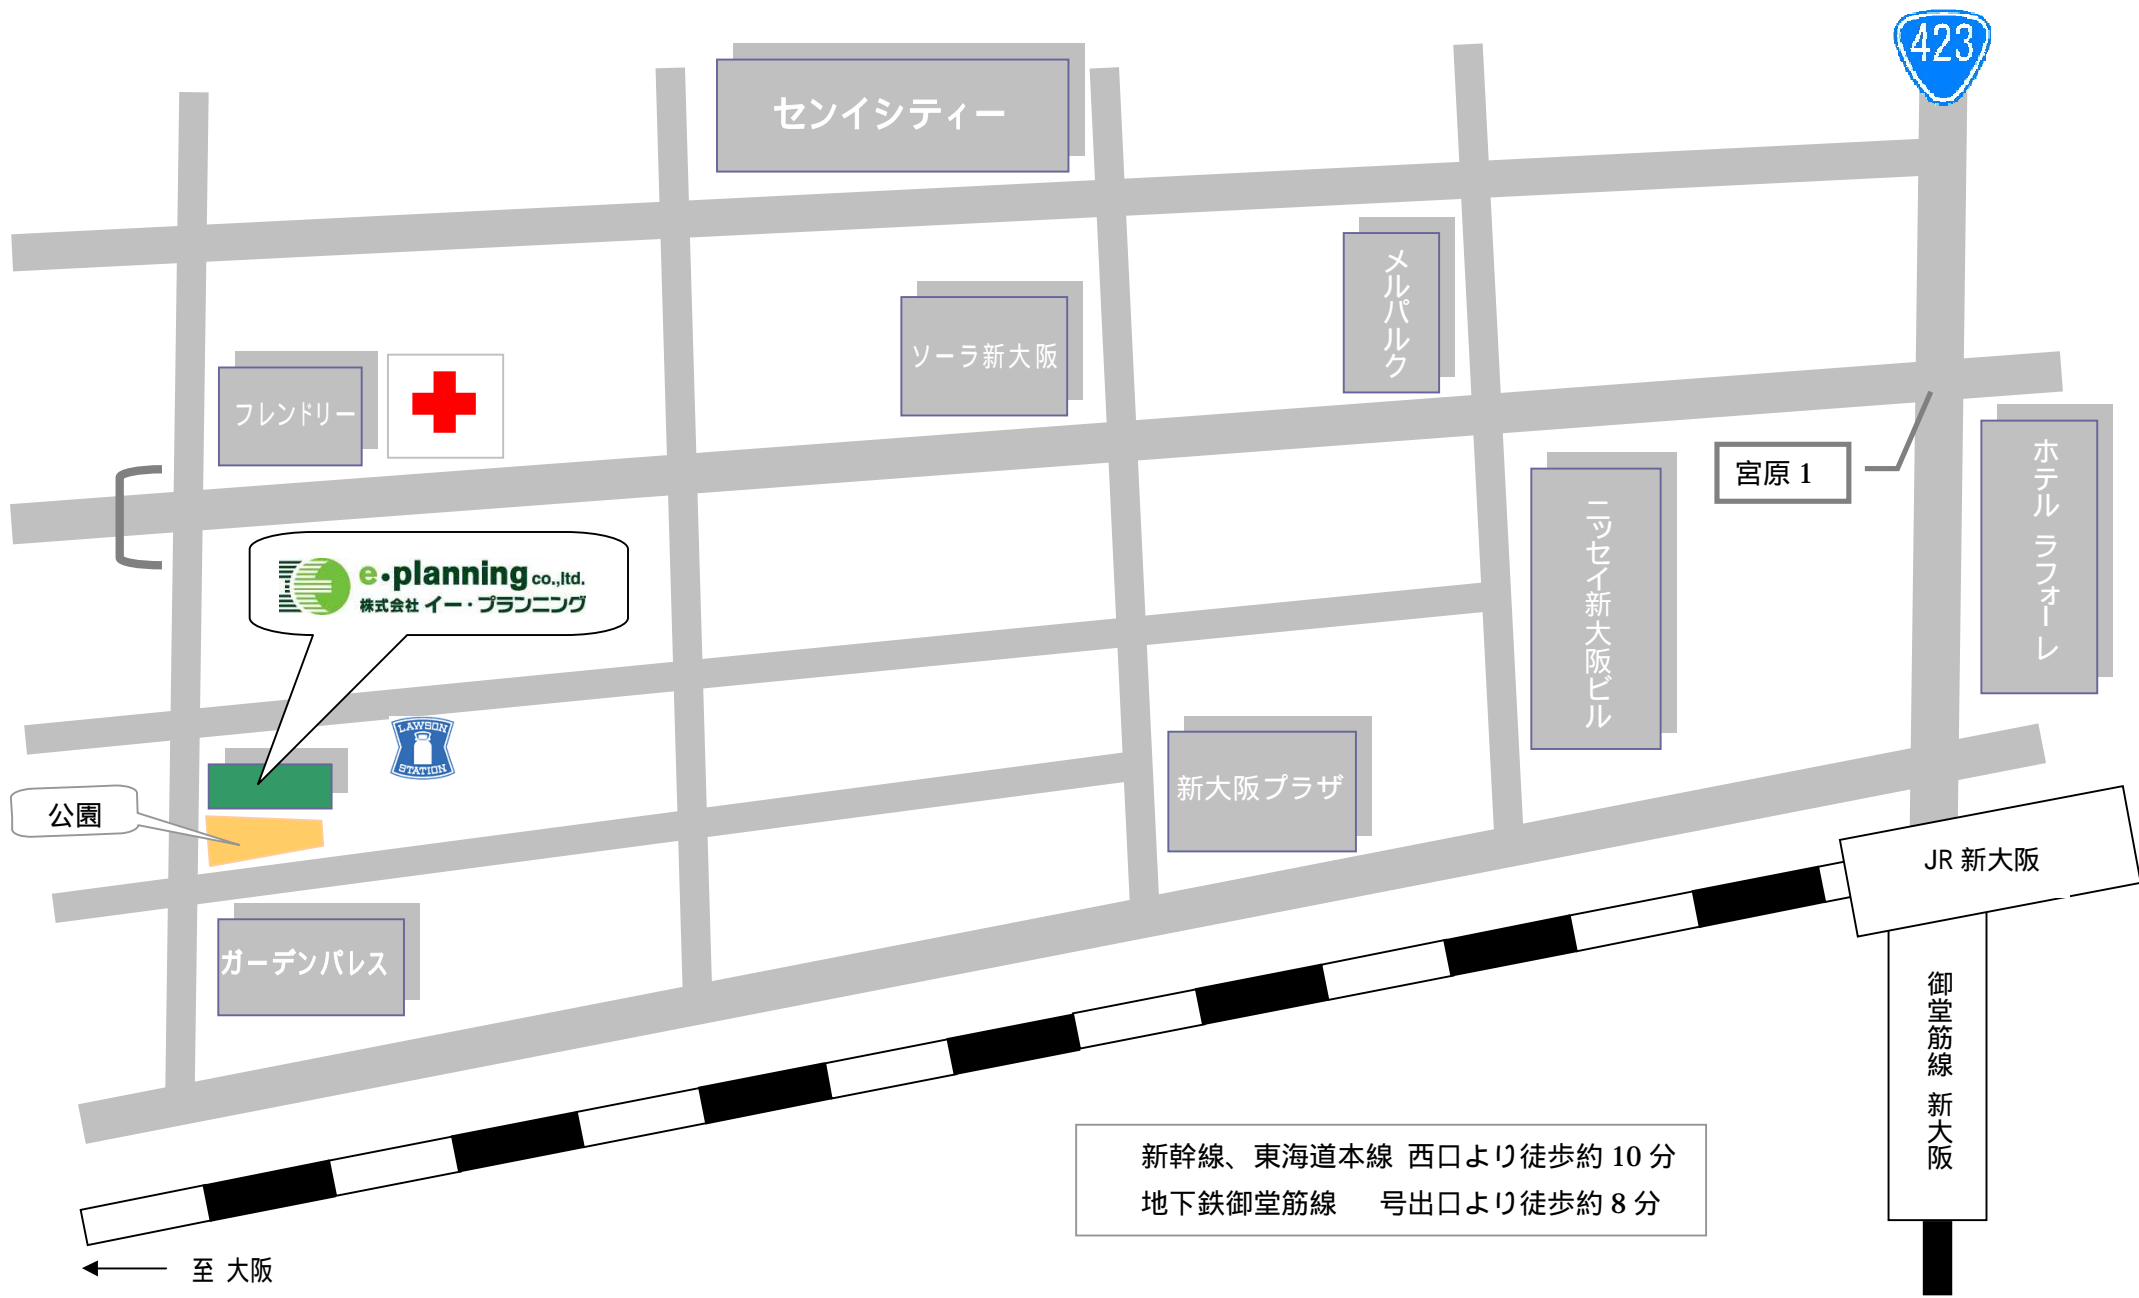 423
センイシティー
メルパルク
ソーラ新大阪
フレンドリー
ホテル ラフォーレ
宮原 1
ニッセイ新大阪ビル
e・planning co.,ltd.
株式会社 イー・プランニング
LAWSON
STATION
新大阪プラザ
公園
JR 新大阪
ガーデンパレス
御堂筋線 新大阪
新幹線、東海道本線 西口より徒歩約 10 分
地下鉄御堂筋線 号出口より徒歩約 8 分
至 大阪